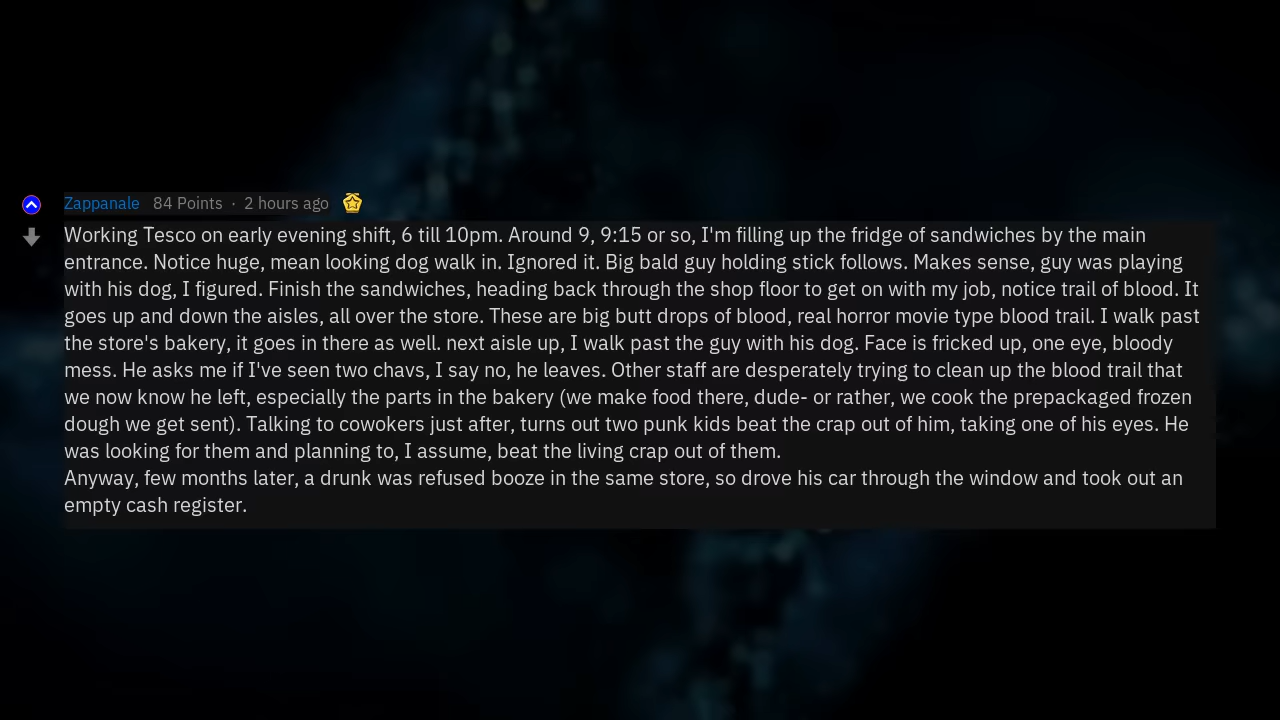 Zappanale 84 Points · 2 hours ago
Working Tesco on early evening shift, 6 till 10pm. Around 9, 9:15 or so, I'm filling up the fridge of sandwiches by the main
entrance. Notice huge, mean looking dog walk in. Ignored it. Big bald guy holding stick follows. Makes sense, guy was playing
with his dog, I figured. Finish the sandwiches, heading back through the shop floor to get on with my job, notice trail of blood. It
goes up and down the aisles, all over the store. These are big butt drops of blood, real horror movie type blood trail. I walk past
the store's bakery, it goes in there as well. next aisle up, I walk past the guy with his dog. Face is fricked up, one eye, bloody
mess. He asks me if I've seen two chavs, I say no, he leaves. Other staff are desperately trying to clean up the blood trail that
we now know he left, especially the parts in the bakery (we make food there, dude- or rather, we cook the prepackaged frozen
dough we get sent). Talking to cowokers just after, turns out two punk kids beat the crap out of him, taking one of his eyes. He
was looking for them and planning to, I assume, beat the living crap out of them.
Anyway, few months later, a drunk was refused booze in the same store, so drove his car through the window and took out an
empty cash register.